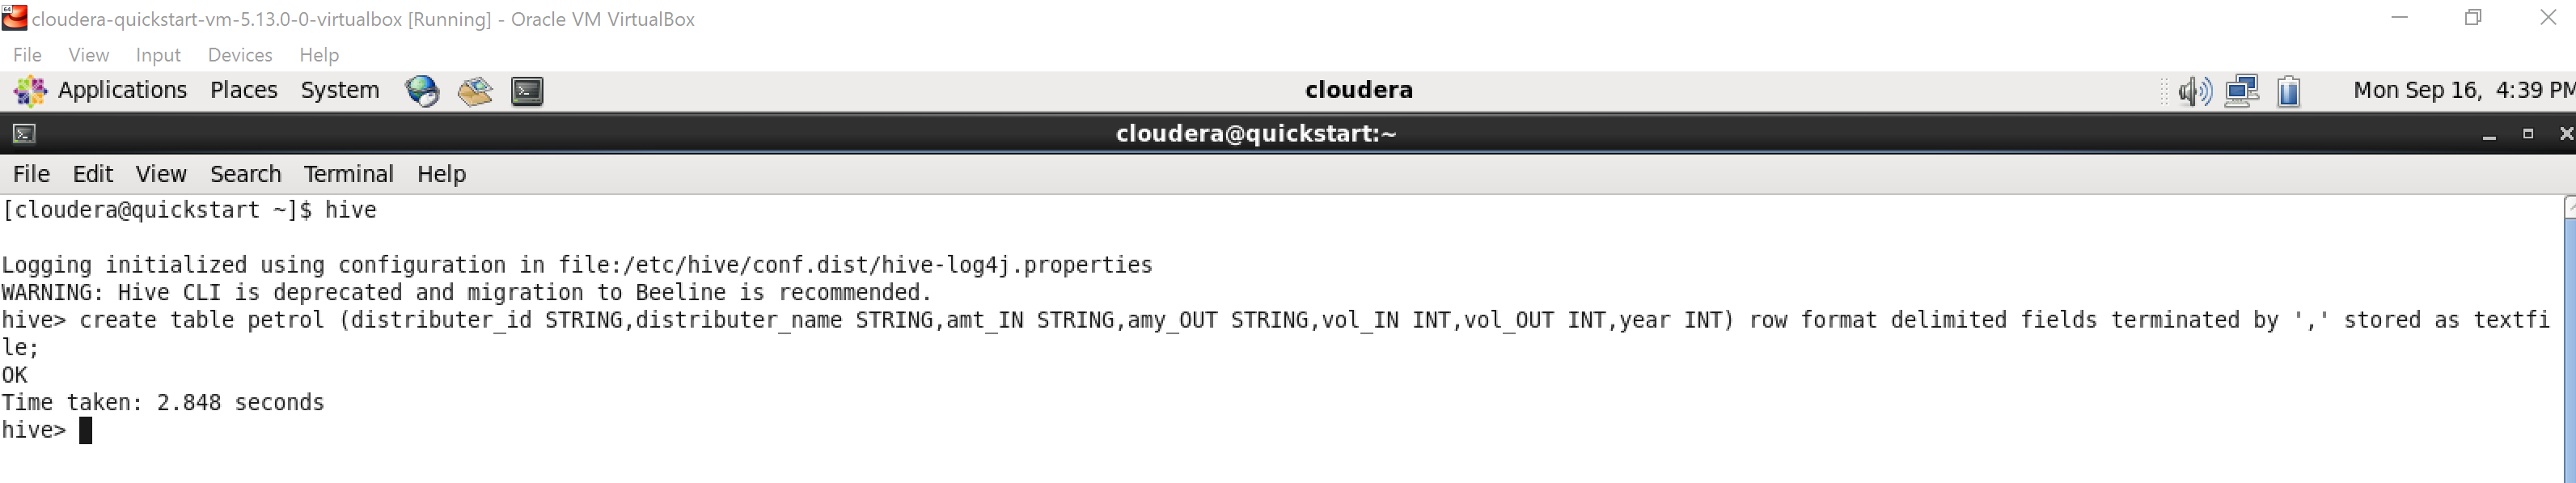 cloudera-quickstart-vm-5.13.0-0-virtualbox [Running] - Oracle VM VirtualBox
File View Input Devices Help
Applications Places System cloudera Mon Sep 16, 4:39 PM
cloudera@quickstart:~
File Edit View Search Terminal Help
[cloudera@quickstart ~]$ hive
Logging initialized using configuration in file:/etc/hive/conf.dist/hive-log4j.properties
WARNING: Hive CLI is deprecated and migration to Beeline is recommended.
hive> create table petrol (distributer_id STRING,distributer_name STRING,amt_IN STRING,amy_OUT STRING,vol_IN INT,vol_OUT INT,year INT) row format delimited fields terminated by ',' stored as textfi
le;
OK
Time taken: 2.848 seconds
hive>